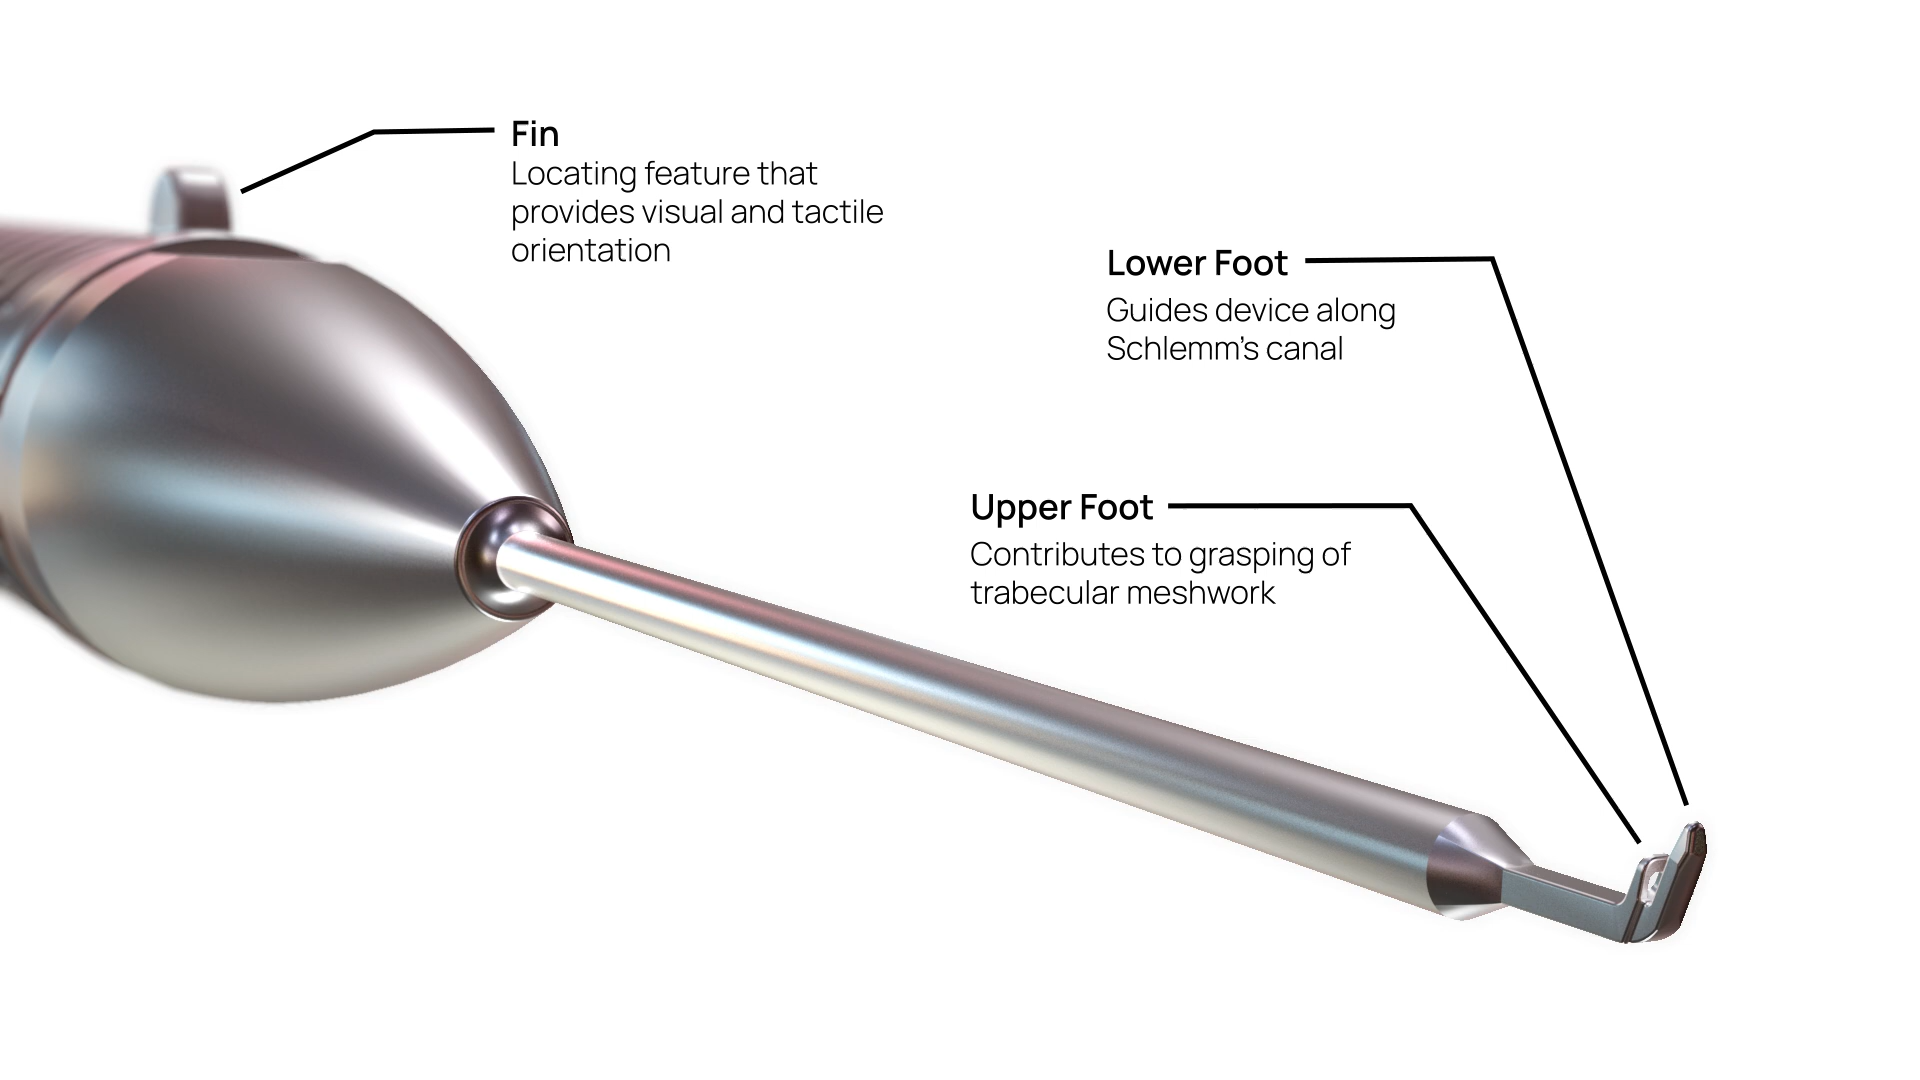 Fin
Locating feature that
provides visual and tactile
orientation
Lower Foot
Guides device along
Schlemm’s canal
Upper Foot
Contributes to grasping of
trabecular meshwork